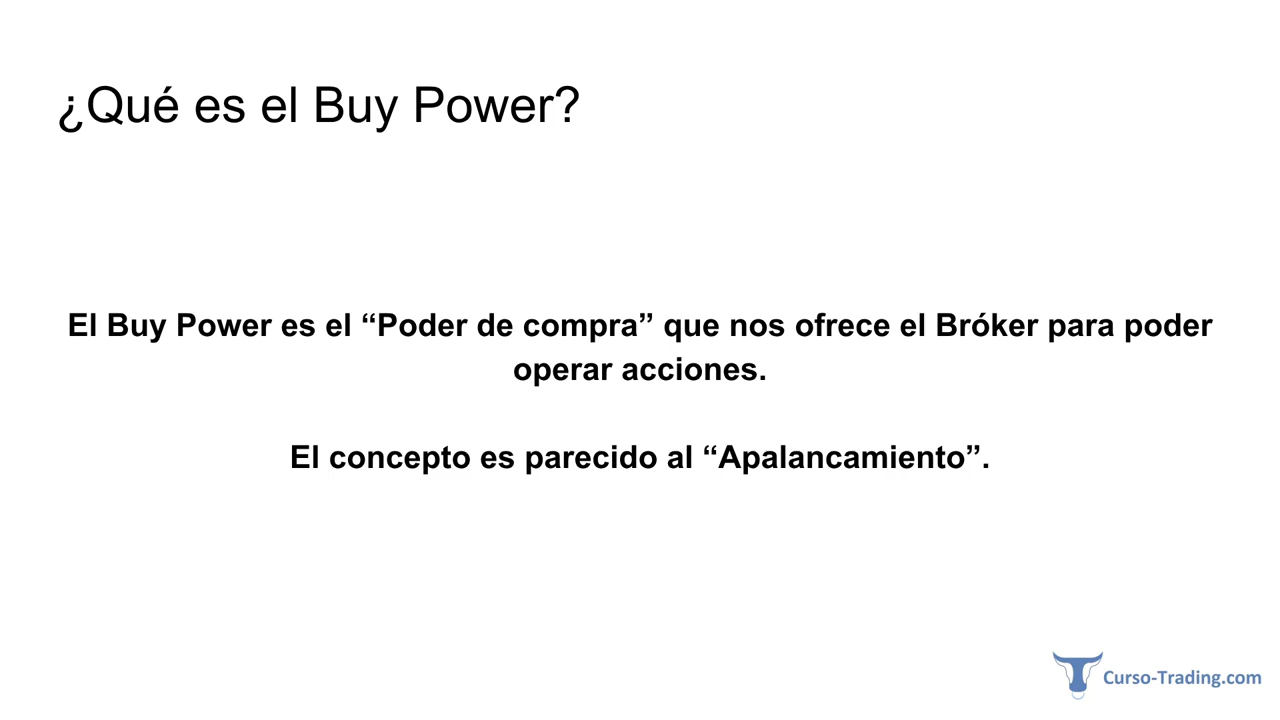 ¿Qué es el Buy Power?
El Buy Power es el “Poder de compra” que nos ofrece el Bróker para poder
operar acciones.
El concepto es parecido al “Apalancamiento”.
Curso-Trading.com